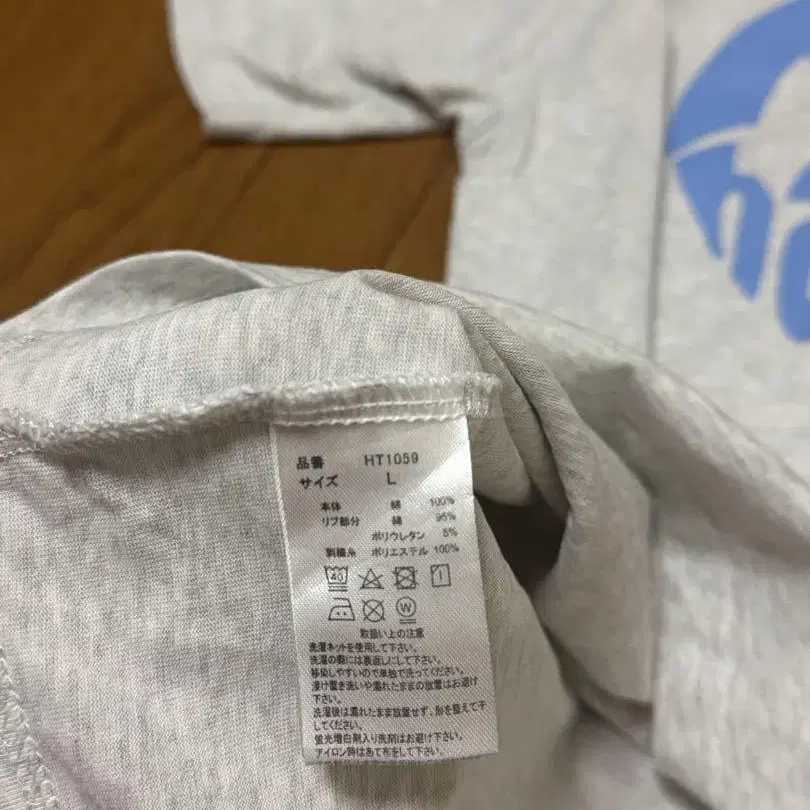 品番 HT1059
サイズ L
本体 綿 100%
リブ部分 綿 95%
ポリウレタン 5%
刺繍糸 ポリエステル 100%
40
W
取扱い上の注意
洗濯ネットを使用して下さい。
洗濯の際には裏返しにして下さい。
移染しやすいので単独で洗ってください。
浸け置き洗いや濡れたままの放置はお避け
下さい。
洗濯後は濡れたまま放置せず、形を整えて干
してください。
蛍光増白剤入り洗剤はお避け下さい。
アイロン時はあて布をして下さい。